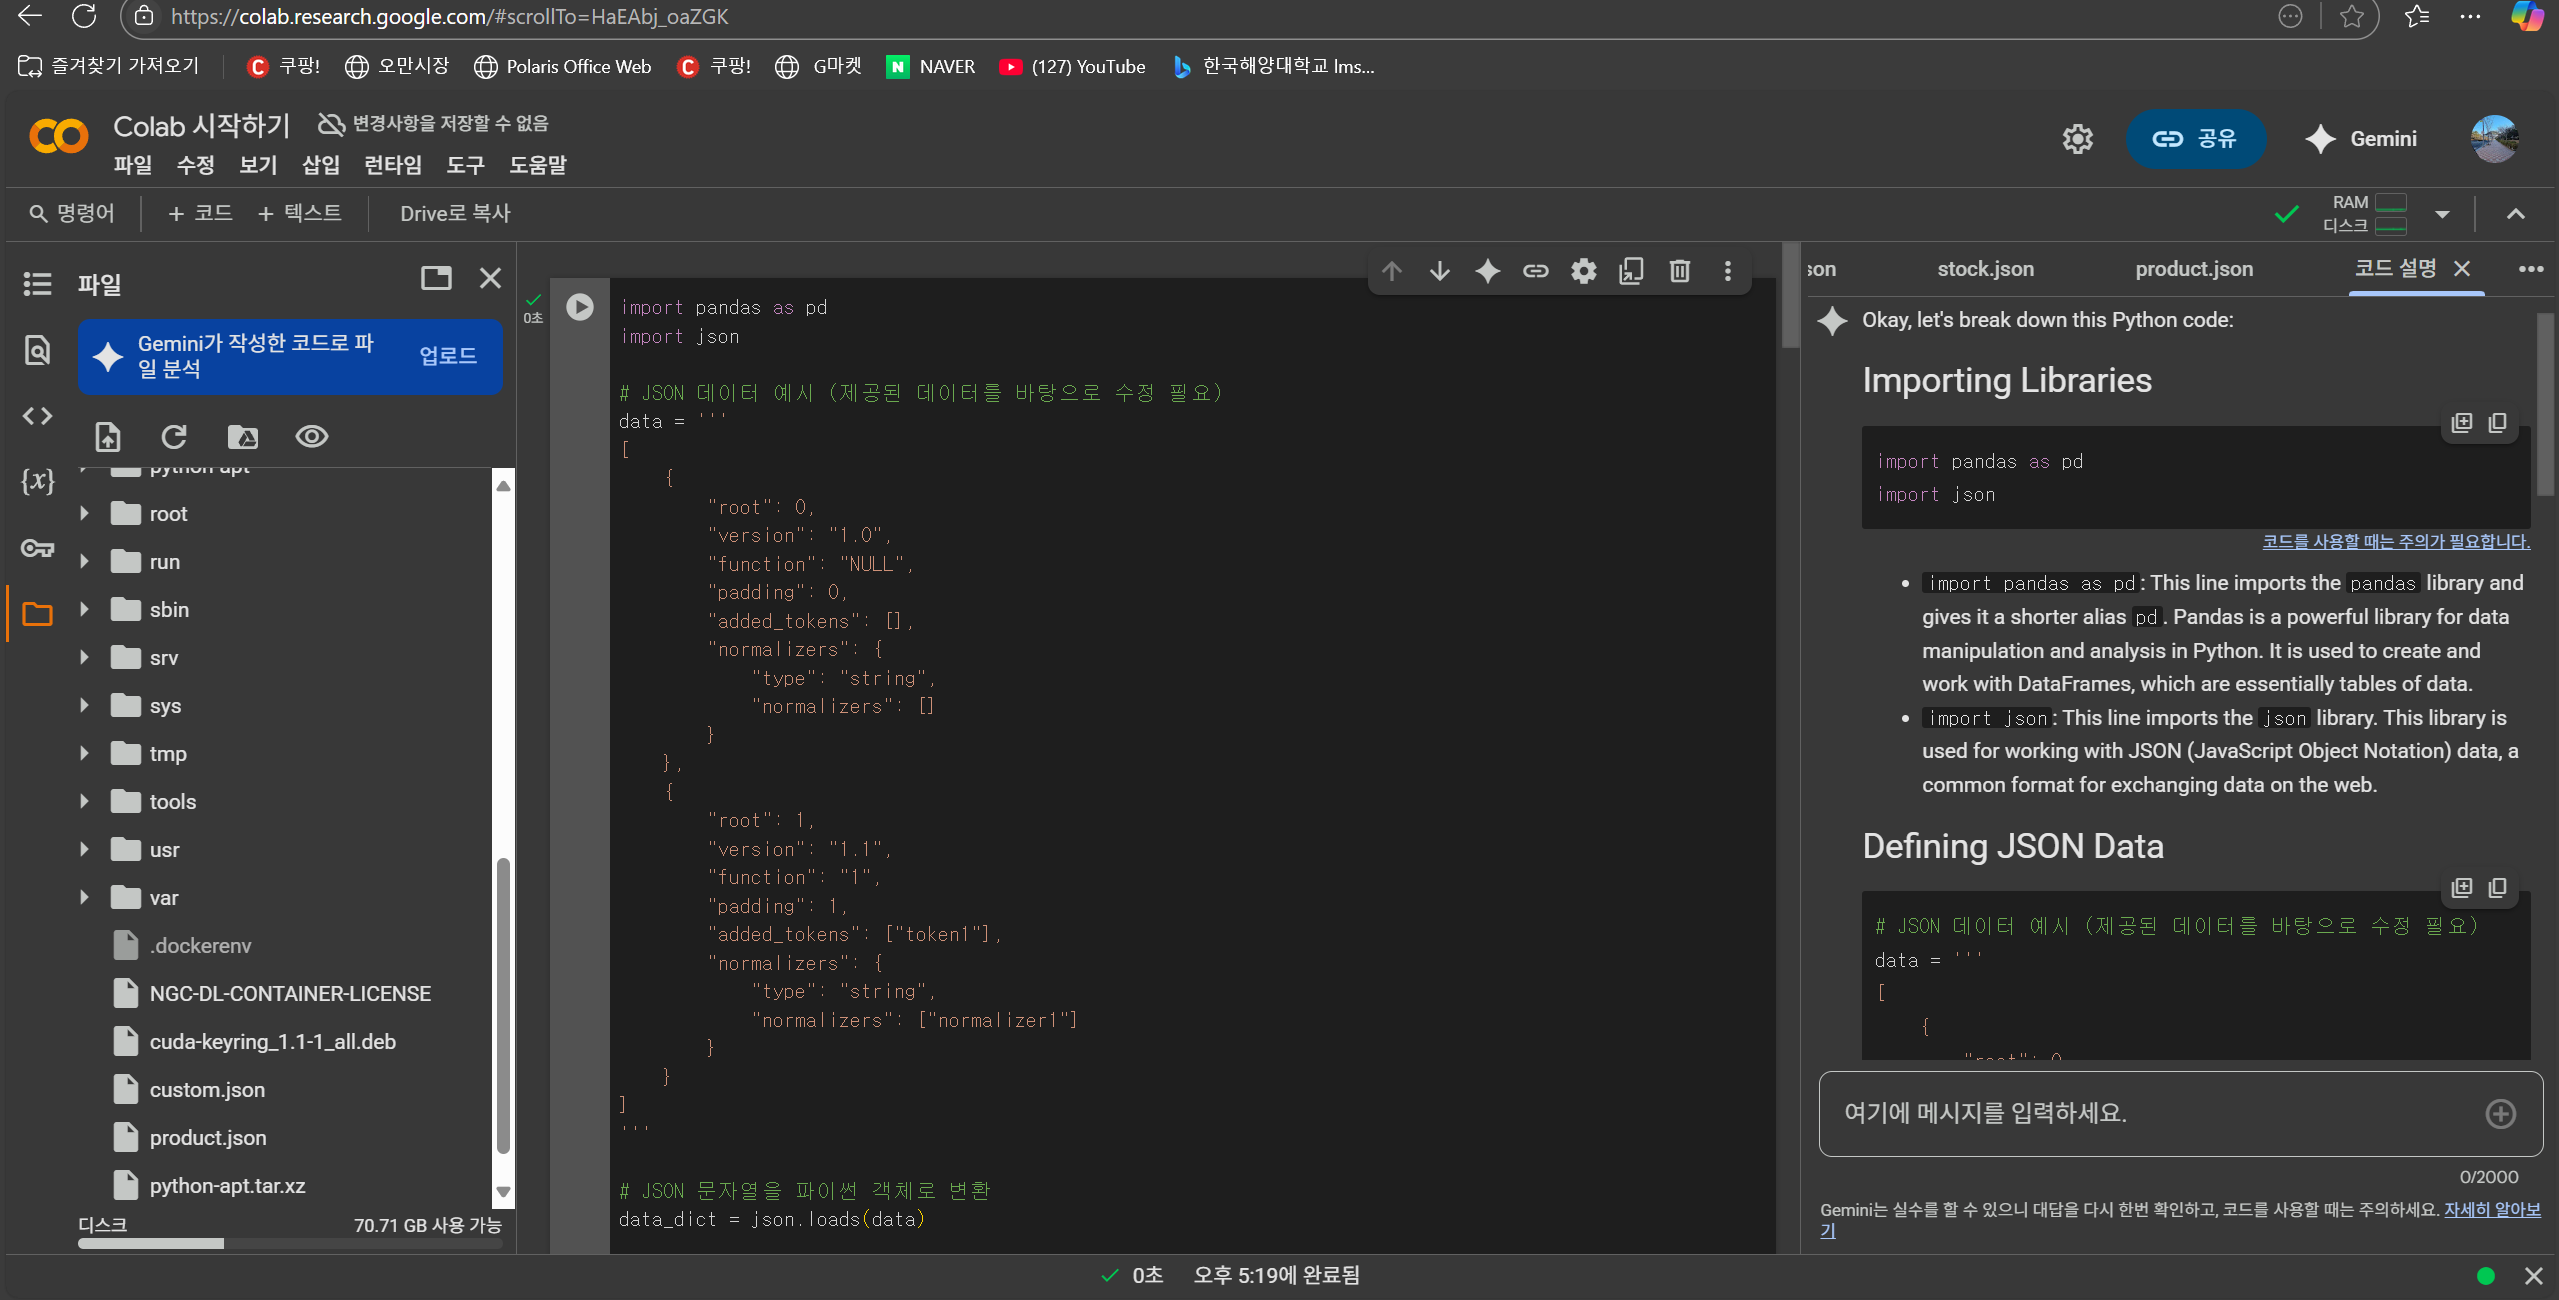 https://colab.research.google.com/#scrollTo=HaEAbj_oaZGK
즐겨찾기 가져오기
쿠팡!
오만시장
Polaris Office Web
쿠팡!
G마켓
NAVER
(127) YouTube
한국해양대학교 lms...
Colab 시작하기
변경사항을 저장할 수 없음
파일 수정 보기 삽입 런타임 도구 도움말
공유
Gemini
명령어
+ 코드 + 텍스트
Drive로 복사
RAM
디스크
파일
Gemini가 작성한 코드로 파
일 분석
업로드
python-apt
root
run
sbin
srv
sys
tmp
tools
usr
var
.dockerenv
NGC-DL-CONTAINER-LICENSE
cuda-keyring_1.1-1_all.deb
custom.json
product.json
python-apt.tar.xz
디스크
70.71 GB 사용 가능
0초
import pandas as pd
import json
# JSON 데이터 예시 (제공된 데이터를 바탕으로 수정 필요)
data = '''
[
{
"root": 0,
"version": "1.0",
"function": "NULL",
"padding": 0,
"added_tokens": [],
"normalizers": {
"type": "string",
"normalizers": []
}
},
{
"root": 1,
"version": "1.1",
"function": "1",
"padding": 1,
"added_tokens": ["token1"],
"normalizers": {
"type": "string",
"normalizers": ["normalizer1"]
}
}
]
'''
# JSON 문자열을 파이썬 객체로 변환
data_dict = json.loads(data)
son
stock.json
product.json
코드 설명
Okay, let's break down this Python code:
Importing Libraries
import pandas as pd
import json
코드를 사용할 때는 주의가 필요합니다.
• import pandas as pd: This line imports the pandas library and
gives it a shorter alias pd. Pandas is a powerful library for data
manipulation and analysis in Python. It is used to create and
work with DataFrames, which are essentially tables of data.
• import json: This line imports the json library. This library is
used for working with JSON (JavaScript Object Notation) data, a
common format for exchanging data on the web.
Defining JSON Data
# JSON 데이터 예시 (제공된 데이터를 바탕으로 수정 필요)
data = '''
[
{
"root": 0
여기에 메시지를 입력하세요.
0/2000
Gemini는 실수를 할 수 있으니 대답을 다시 한번 확인하고, 코드를 사용할 때는 주의하세요. 자세히 알아보
기
0초 오후 5:19에 완료됨